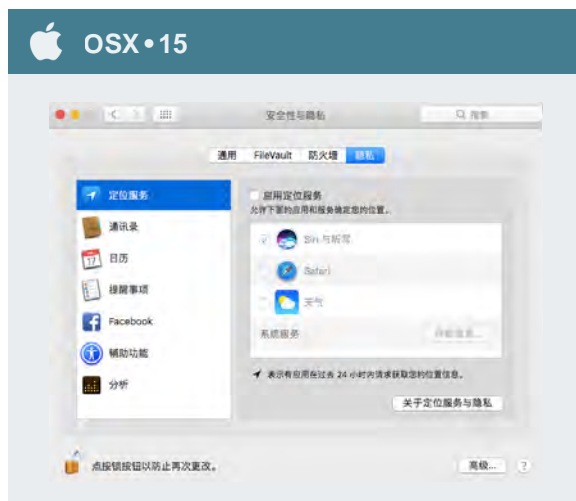 OSX•15
安全性与隐私
搜索
通用 FileVault 防火墙 隐私
定位服务
通讯录
日历
17
提醒事项
Facebook
辅助功能
分析
启用定位服务
允许下面的应用和服务确定您的位置。
Siri 与听写
Safari
天气
系统服务
详细信息...
表示有应用在过去 24 小时内请求获取您的位置信息。
关于定位服务与隐私
点按锁按钮以防止再次更改。
高级...
?